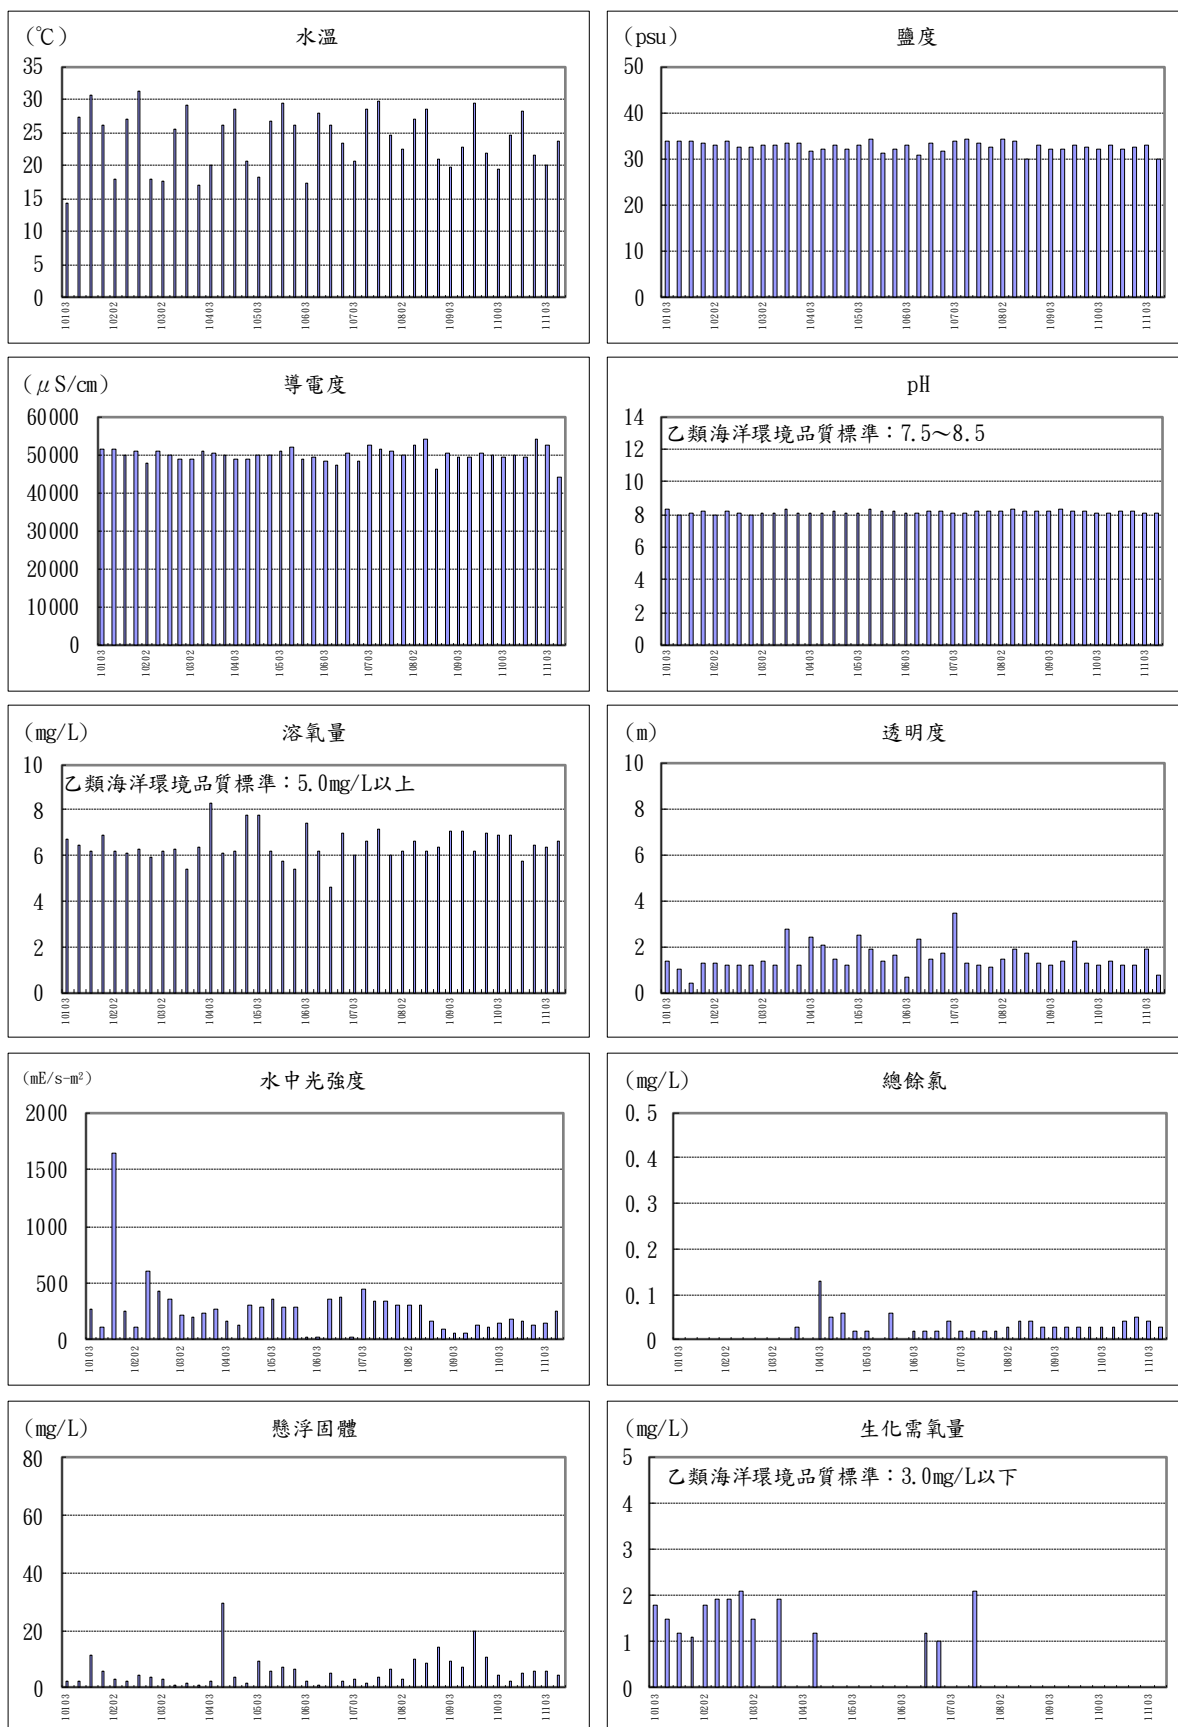 (℃) 水溫
35
30
25
20
15
10
5
0
10103 10202 10302 10403 10503 10603 10703 10802 10903 11003 11103
(psu) 鹽度
50
40
30
20
10
0
10103 10202 10302 10403 10503 10603 10703 10802 10903 11003 11103
(μS/cm) 導電度
60000
50000
40000
30000
20000
10000
0
10103 10202 10302 10403 10503 10603 10703 10802 10903 11003 11103
pH
乙類海洋環境品質標準：7.5～8.5
14
12
10
8
6
4
2
0
10103 10202 10302 10403 10503 10603 10703 10802 10903 11003 11103
(mg/L) 溶氧量
乙類海洋環境品質標準：5.0mg/L以上
10
8
6
4
2
0
10103 10202 10302 10403 10503 10603 10703 10802 10903 11003 11103
(m) 透明度
10
8
6
4
2
0
10103 10202 10302 10403 10503 10603 10703 10802 10903 11003 11103
(mE/s-m²) 水中光強度
2000
1500
1000
500
0
10103 10202 10302 10403 10503 10603 10703 10802 10903 11003 11103
(mg/L) 總餘氯
0.5
0.4
0.3
0.2
0.1
0
10103 10202 10302 10403 10503 10603 10703 10802 10903 11003 11103
(mg/L) 懸浮固體
80
60
40
20
0
10103 10202 10302 10403 10503 10603 10703 10802 10903 11003 11103
(mg/L) 生化需氧量
乙類海洋環境品質標準：3.0mg/L以下
5
4
3
2
1
0
10103 10202 10302 10403 10503 10603 10703 10802 10903 11003 11103